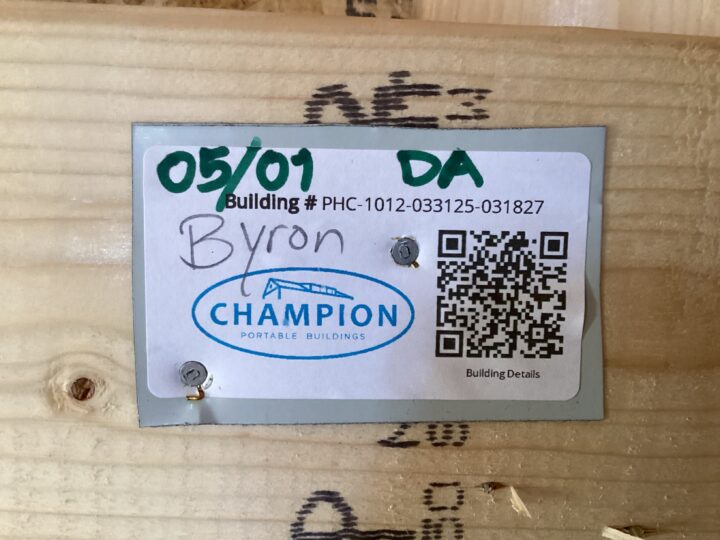 05/01 DA
Building # PHC-1012-033125-031827
Byron
CHAMPION
PORTABLE BUILDINGS
Building Details